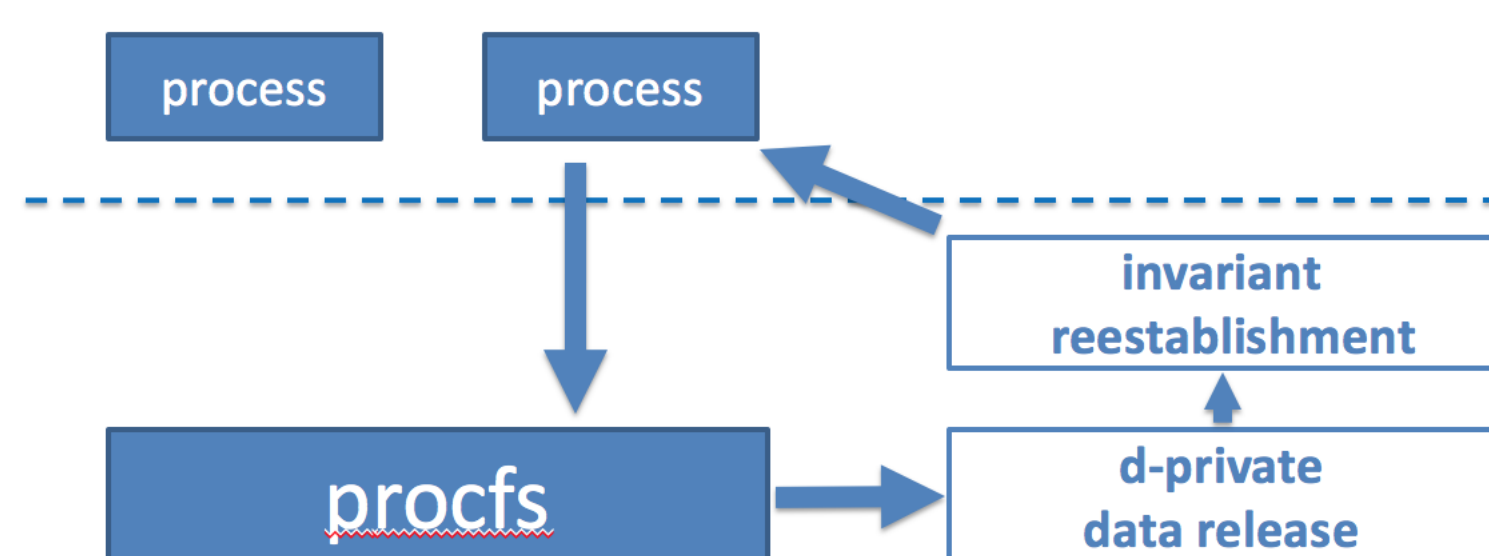 process
process
invariant
reestablishment
procfs
d-private
data release